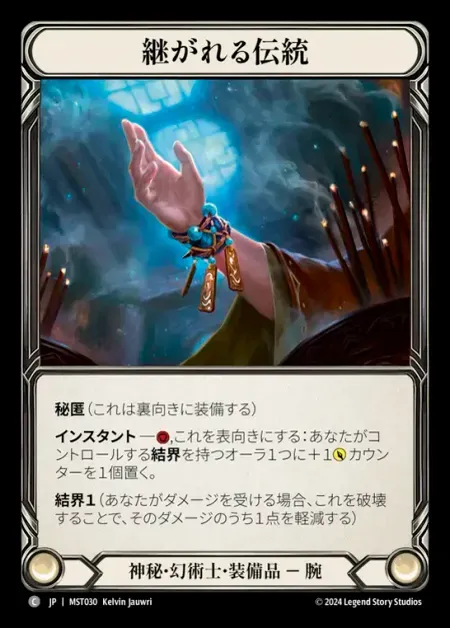 継がれる伝統
秘匿（これは裏向きに装備する）
インスタント ―,これを表向きにする：あなたがコ
ントロールする結界を持つオーラ１つに＋１カウン
ターを１個置く。
結界１（あなたがダメージを受ける場合、これを破壊
することで、そのダメージのうち１点を軽減する）
神秘・幻術士・装備品 ― 腕
C JP | MST030 Kelvin Jauwri
© 2024 Legend Story Studios